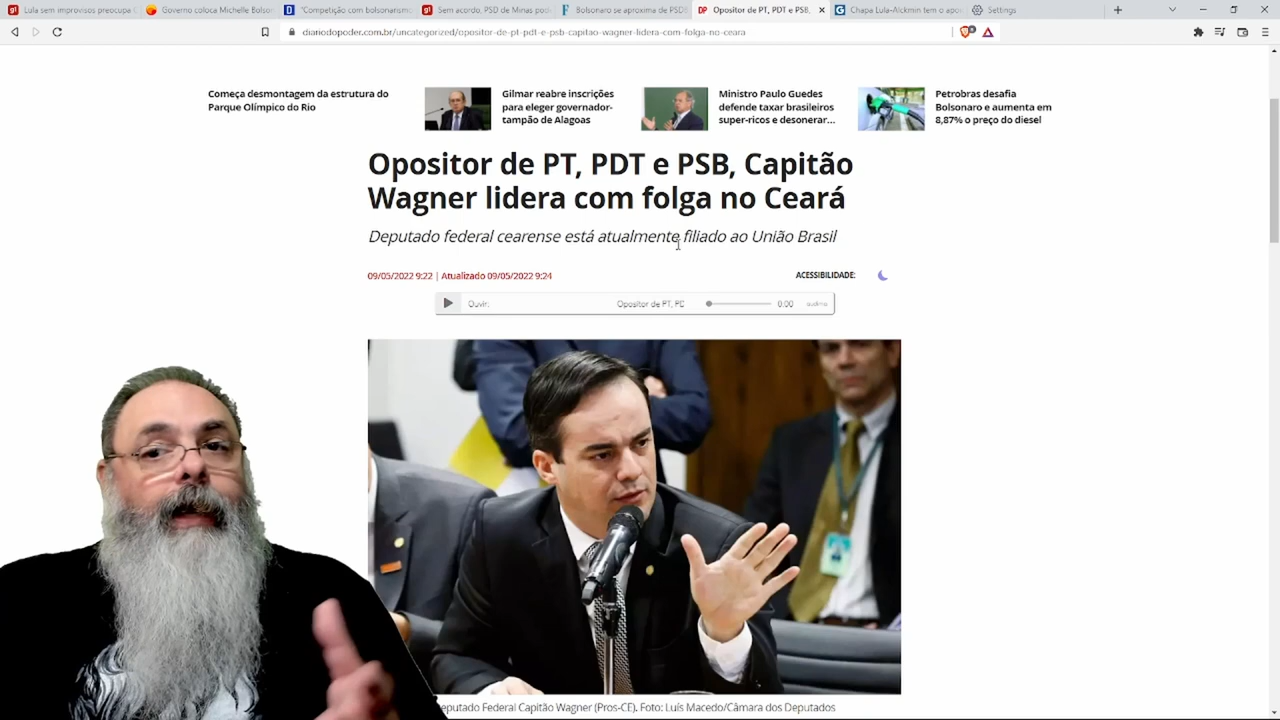 Lula sem improvisos preocupa
Governo coloca Michelle Bolson
"Competição com bolsonarismo
Sem acordo, PSD de Minas pod
Bolsonaro se aproxima de PSDB
Opositor de PT, PDT e PSB,
Chapa Lula-Alckmin tem o apoi
Settings
diariodopoder.com.br/uncategorized/opositor-de-pt-pdt-e-psb-capitao-wagner-lidera-com-folga-no-ceara
Começa desmontagem da estrutura do
Parque Olímpico do Rio
Gilmar reabre inscrições
para eleger governador-
tampão de Alagoas
Ministro Paulo Guedes
defende taxar brasileiros
super-ricos e desonerar...
Petrobras desafia
Bolsonaro e aumenta em
8,87% o preço do diesel
Opositor de PT, PDT e PSB, Capitão
Wagner lidera com folga no Ceará
Deputado federal cearense está atualmente filiado ao União Brasil
09/05/2022 9:22 | Atualizado 09/05/2022 9:24
ACESSIBILIDADE:
Ouvir:
Opositor de PT, PD
0:00
audima
eputado Federal Capitão Wagner (Pros-CE). Foto: Luís Macedo/Câmara dos Deputados